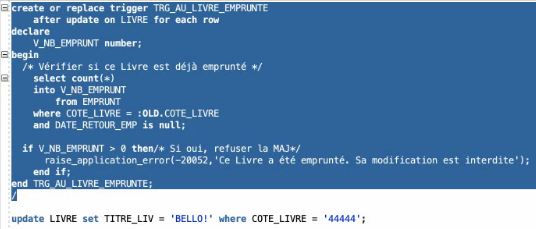 create or replace trigger TRG_AU_LIVRE_EMPRUNTE
after update on LIVRE for each row
declare
V_NB_EMPRUNT number;
begin
/* Vérifier si ce Livre est déjà emprunté */
select count(*)
into V_NB_EMPRUNT
from EMPRUNT
where COTE_LIVRE = :OLD.COTE_LIVRE
and DATE_RETOUR_EMP is null;
if V_NB_EMPRUNT > 0 then/* Si oui, refuser la MAJ*/
raise_application_error(-20052,'Ce Livre a été emprunté. Sa modification est interdite');
end if;
end TRG_AU_LIVRE_EMPRUNTE;
/
update LIVRE set TITRE_LIV = 'BELLO!' where COTE_LIVRE = '44444';